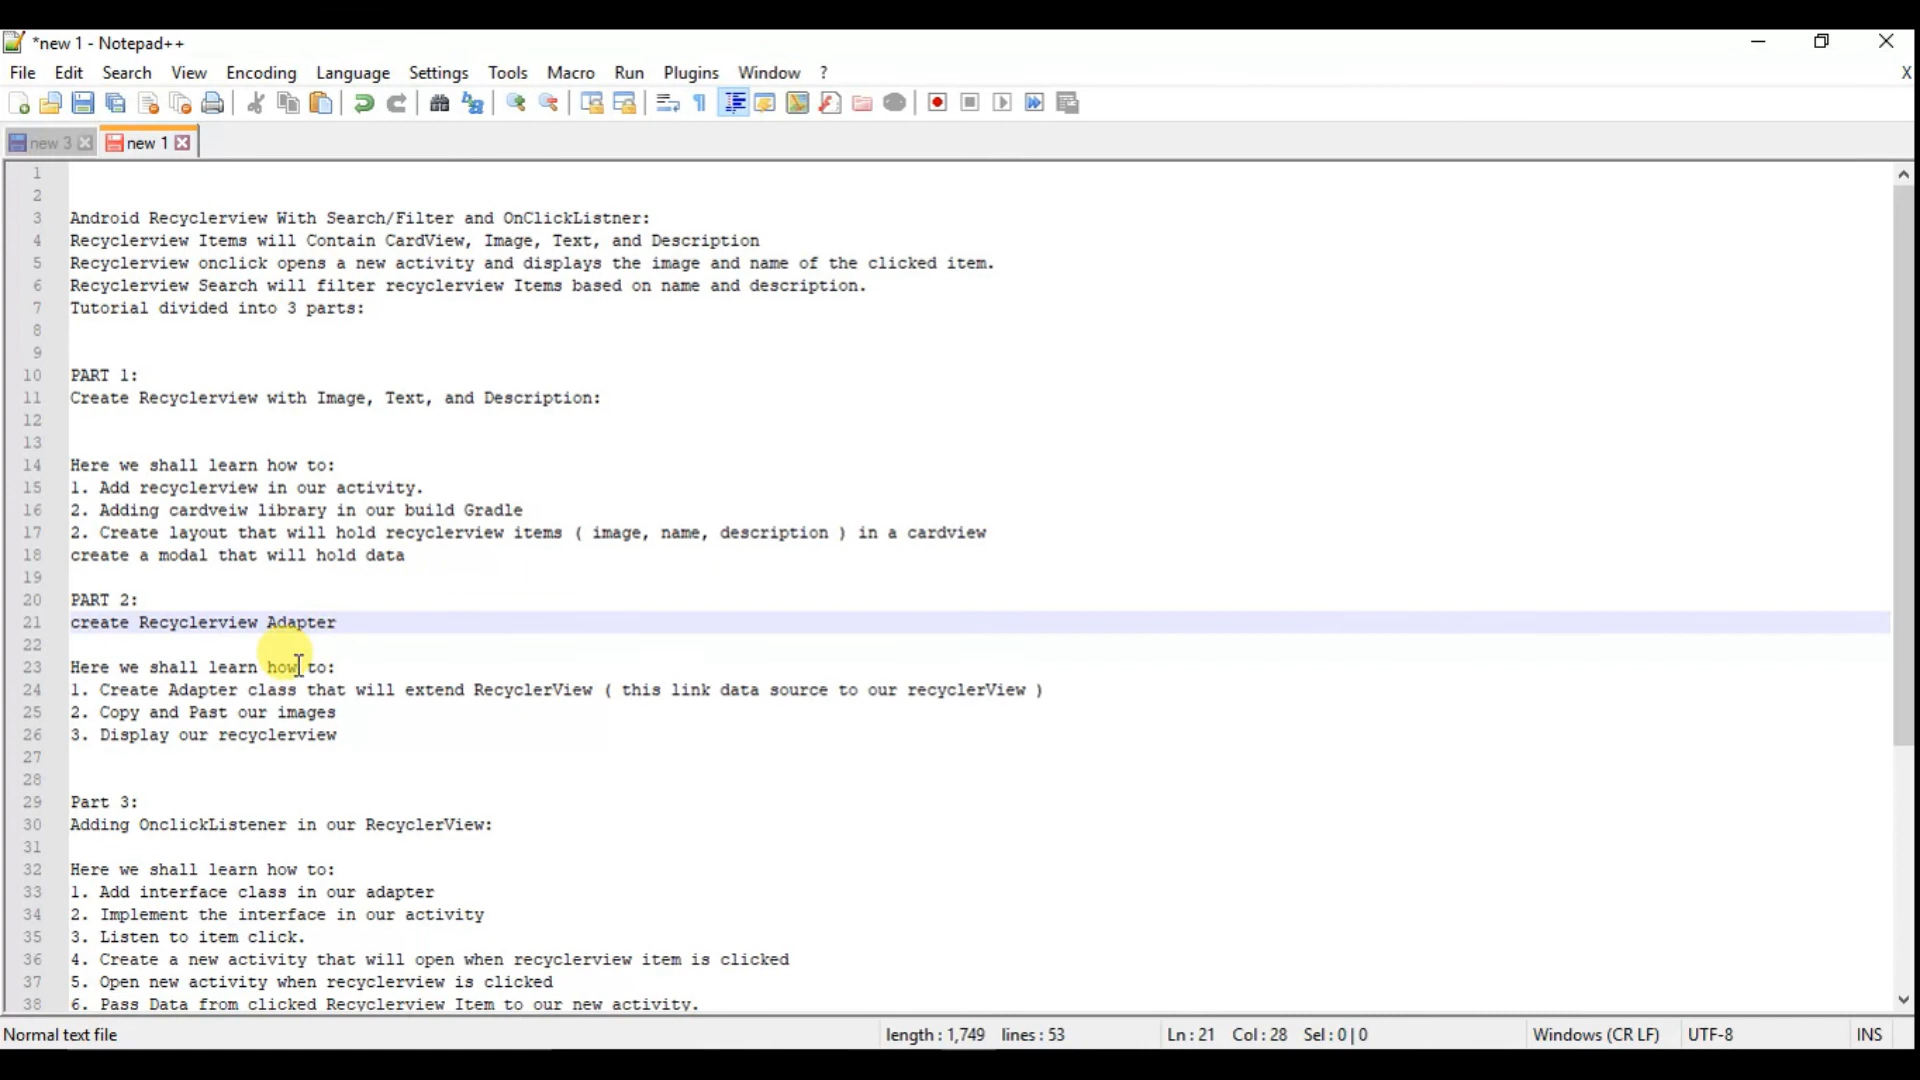 *new 1 - Notepad++
File Edit Search View Encoding Language Settings Tools Macro Run Plugins Window ? X
new 3 new 1
1
2
3 Android Recyclerview With Search/Filter and OnClickListner:
4 Recyclerview Items will Contain CardView, Image, Text, and Description
5 Recyclerview onclick opens a new activity and displays the image and name of the clicked item.
6 Recyclerview Search will filter recyclerview Items based on name and description.
7 Tutorial divided into 3 parts:
8
9
10 PART 1:
11 Create Recyclerview with Image, Text, and Description:
12
13
14 Here we shall learn how to:
15 1. Add recyclerview in our activity.
16 2. Adding cardveiw library in our build Gradle
17 2. Create layout that will hold recyclerview items ( image, name, description ) in a cardview
18 create a modal that will hold data
19
20 PART 2:
21 create Recyclerview Adapter
22
23 Here we shall learn how to:
24 1. Create Adapter class that will extend RecyclerView ( this link data source to our recyclerView )
25 2. Copy and Past our images
26 3. Display our recyclerview
27
28
29 Part 3:
30 Adding OnclickListener in our RecyclerView:
31
32 Here we shall learn how to:
33 1. Add interface class in our adapter
34 2. Implement the interface in our activity
35 3. Listen to item click.
36 4. Create a new activity that will open when recyclerview item is clicked
37 5. Open new activity when recyclerview is clicked
38 6. Pass Data from clicked Recyclerview Item to our new activity.
Normal text file length : 1,749 lines : 53 Ln : 21 Col : 28 Sel : 0 | 0 Windows (CR LF) UTF-8 INS